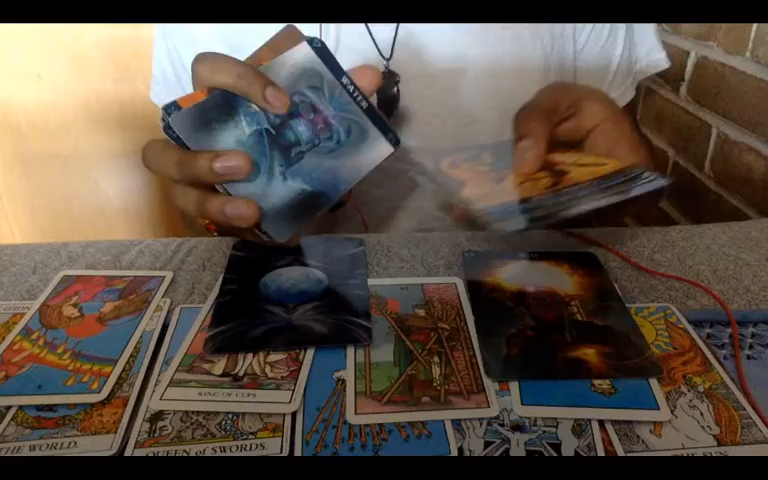 WATER
KING OF CUPS.
THE WORLD.
QUEEN of SWORDS.
THE SUN